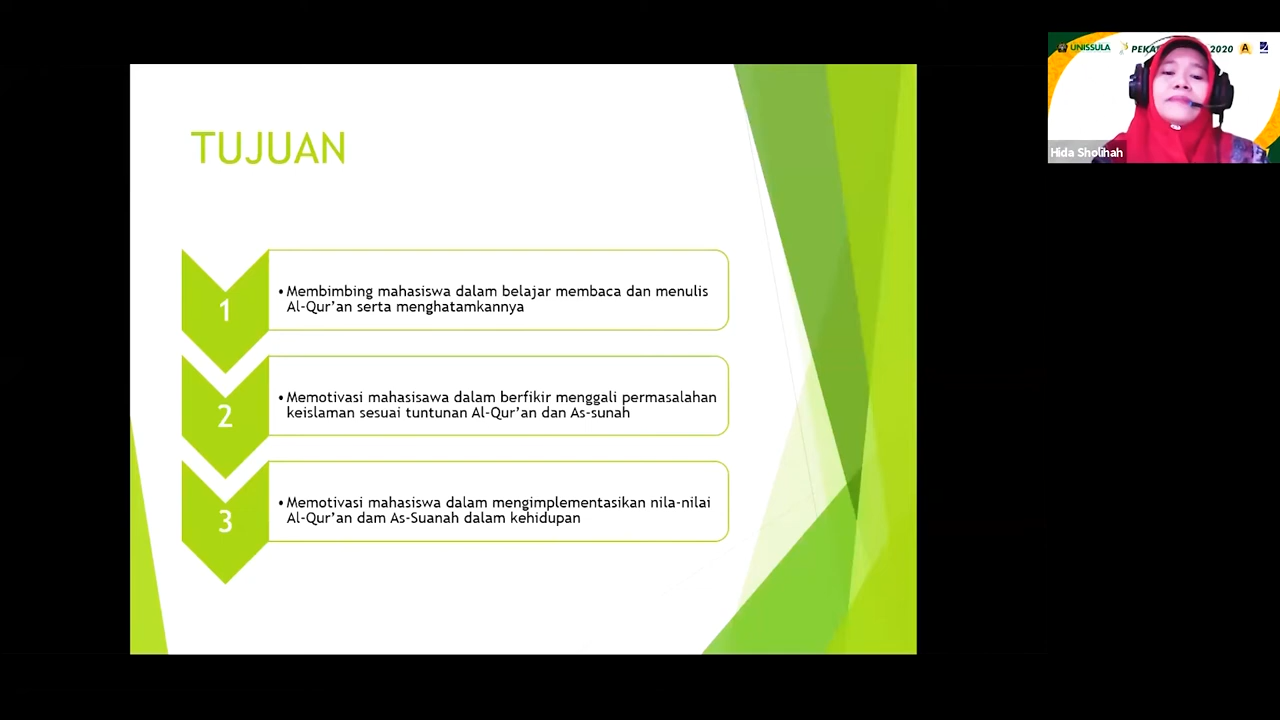 TUJUAN
1
•Membimbing mahasiswa dalam belajar membaca dan menulis
Al-Qur’an serta menghatamkannya
2
•Memotivasi mahasisawa dalam berfikir menggali permasalahan
keislaman sesuai tuntunan Al-Qur’an dan As-sunah
3
•Memotivasi mahasiswa dalam mengimplementasikan nila-nilai
Al-Qur’an dam As-Suanah dalam kehidupan
UNISSULA
2020
Hida Sholihah